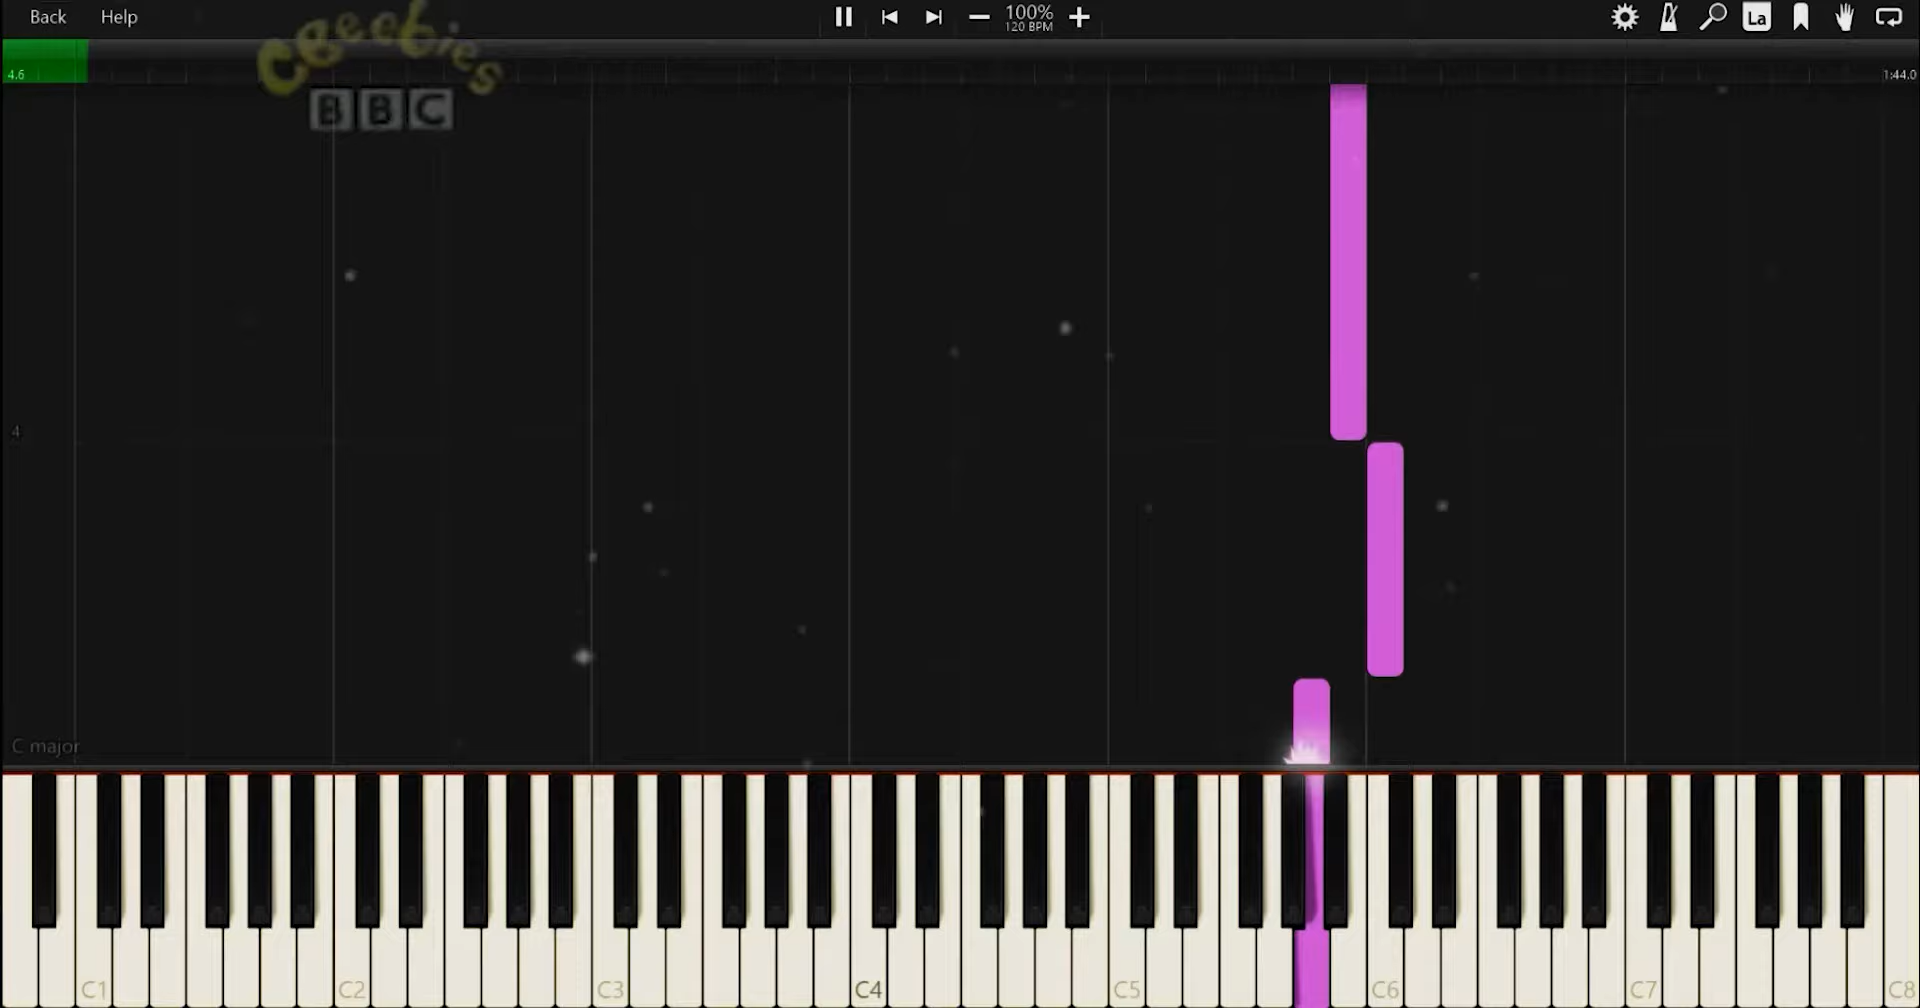 Back Help
100%
120 BPM
La
4.6
1:44.0
CBeebies
BBC
4
C major
C1 C2 C3 C4 C5 C6 C7 C8